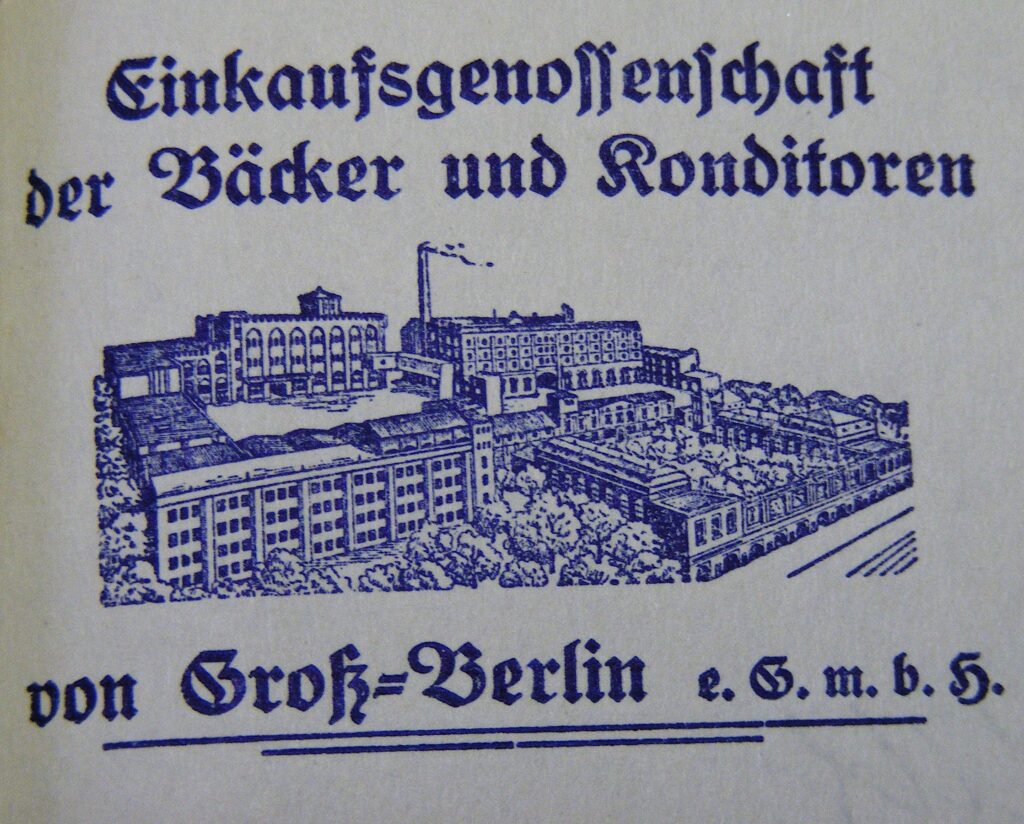 Einkaufsgenoſſenſchaft
der Bäcker und Konditoren
von Groß=Berlin e. G. m. b. H.